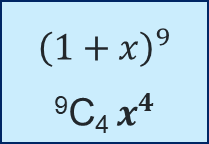 (1 + x)⁹
⁹C₄ x⁴